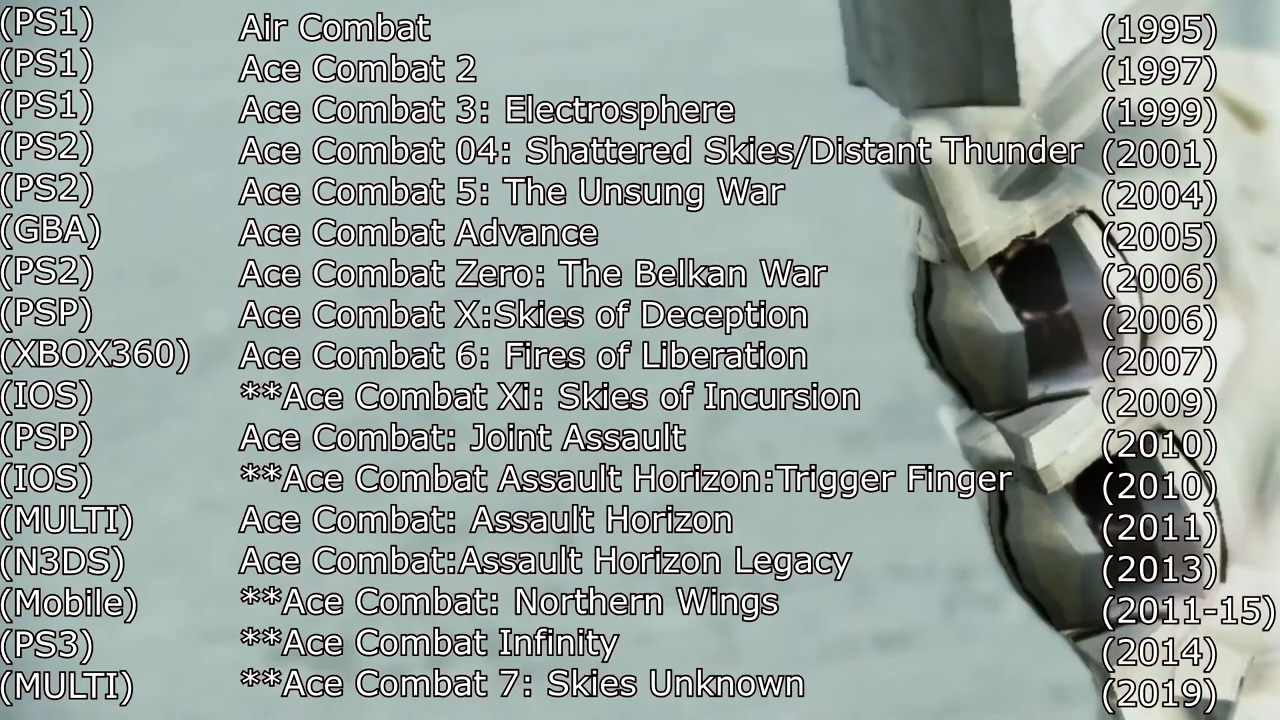 (PS1) Air Combat (1995)
(PS1) Ace Combat 2 (1997)
(PS1) Ace Combat 3: Electrosphere (1999)
(PS2) Ace Combat 04: Shattered Skies/Distant Thunder (2001)
(PS2) Ace Combat 5: The Unsung War (2004)
(GBA) Ace Combat Advance (2005)
(PS2) Ace Combat Zero: The Belkan War (2006)
(PSP) Ace Combat X:Skies of Deception (2006)
(XBOX360) Ace Combat 6: Fires of Liberation (2007)
(IOS) **Ace Combat Xi: Skies of Incursion (2009)
(PSP) Ace Combat: Joint Assault (2010)
(IOS) **Ace Combat Assault Horizon:Trigger Finger (2010)
(MULTI) Ace Combat: Assault Horizon (2011)
(N3DS) Ace Combat:Assault Horizon Legacy (2013)
(Mobile) **Ace Combat: Northern Wings (2011-15)
(PS3) **Ace Combat Infinity (2014)
(MULTI) **Ace Combat 7: Skies Unknown (2019)